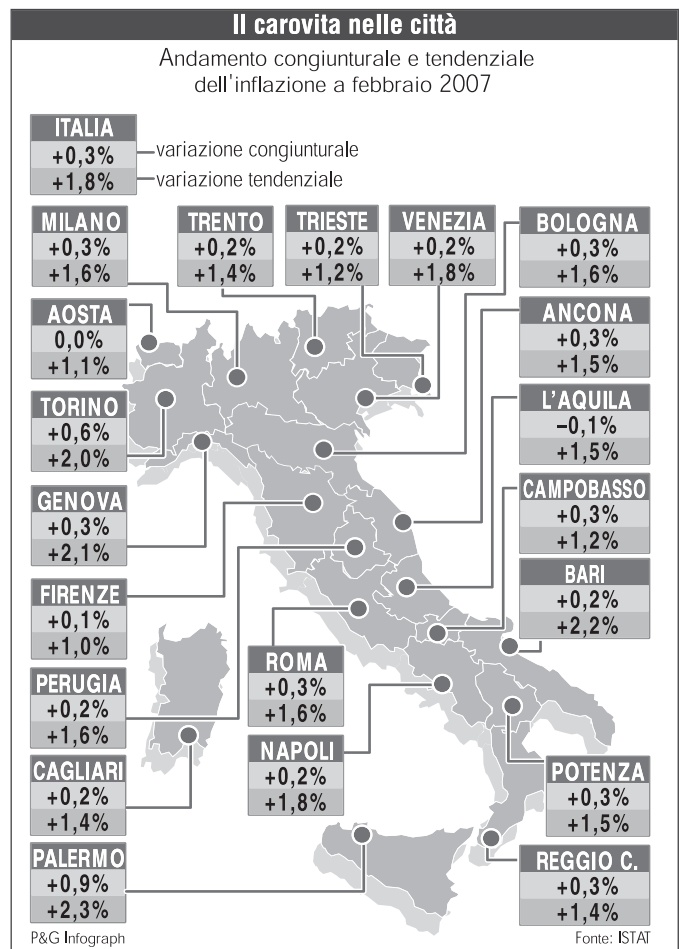 Il carovita nelle città
Andamento congiunturale e tendenziale
dell'inflazione a febbraio 2007
ITALIA
+0,3%
variazione congiunturale
+1,8%
variazione tendenziale
MILANO
+0,3%
+1,6%
TRENTO
+0,2%
+1,4%
TRIESTE
+0,2%
+1,2%
VENEZIA
+0,2%
+1,8%
BOLOGNA
+0,3%
+1,6%
AOSTA
0,0%
+1,1%
ANCONA
+0,3%
+1,5%
TORINO
+0,6%
+2,0%
L'AQUILA
–0,1%
+1,5%
GENOVA
+0,3%
+2,1%
CAMPOBASSO
+0,3%
+1,2%
FIRENZE
+0,1%
+1,0%
BARI
+0,2%
+2,2%
PERUGIA
+0,2%
+1,6%
ROMA
+0,3%
+1,6%
CAGLIARI
+0,2%
+1,4%
NAPOLI
+0,2%
+1,8%
POTENZA
+0,3%
+1,5%
PALERMO
+0,9%
+2,3%
REGGIO C.
+0,3%
+1,4%
P&G Infograph
Fonte: ISTAT